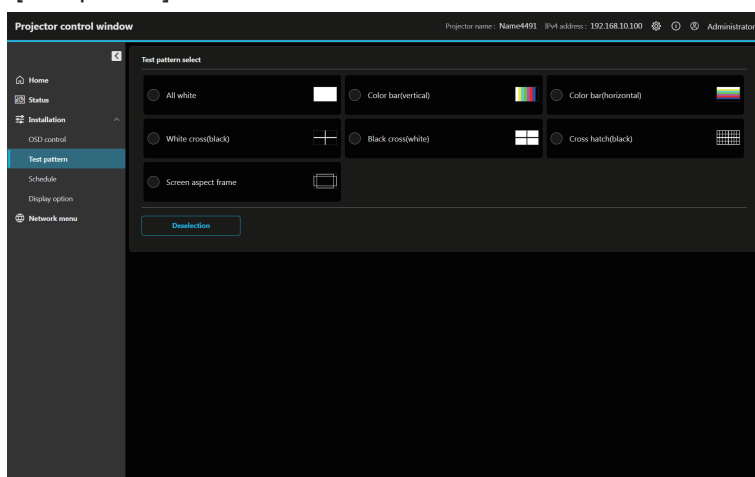 Projector control window
Projector name : Name4491 IPv4 address : 192.168.10.100 Administrator
Home
Status
Installation
OSD control
Test pattern
Schedule
Display option
Network menu
Test pattern select
All white
Color bar(vertical)
Color bar(horizontal)
White cross(black)
Black cross(white)
Cross hatch(black)
Screen aspect frame
Deselection